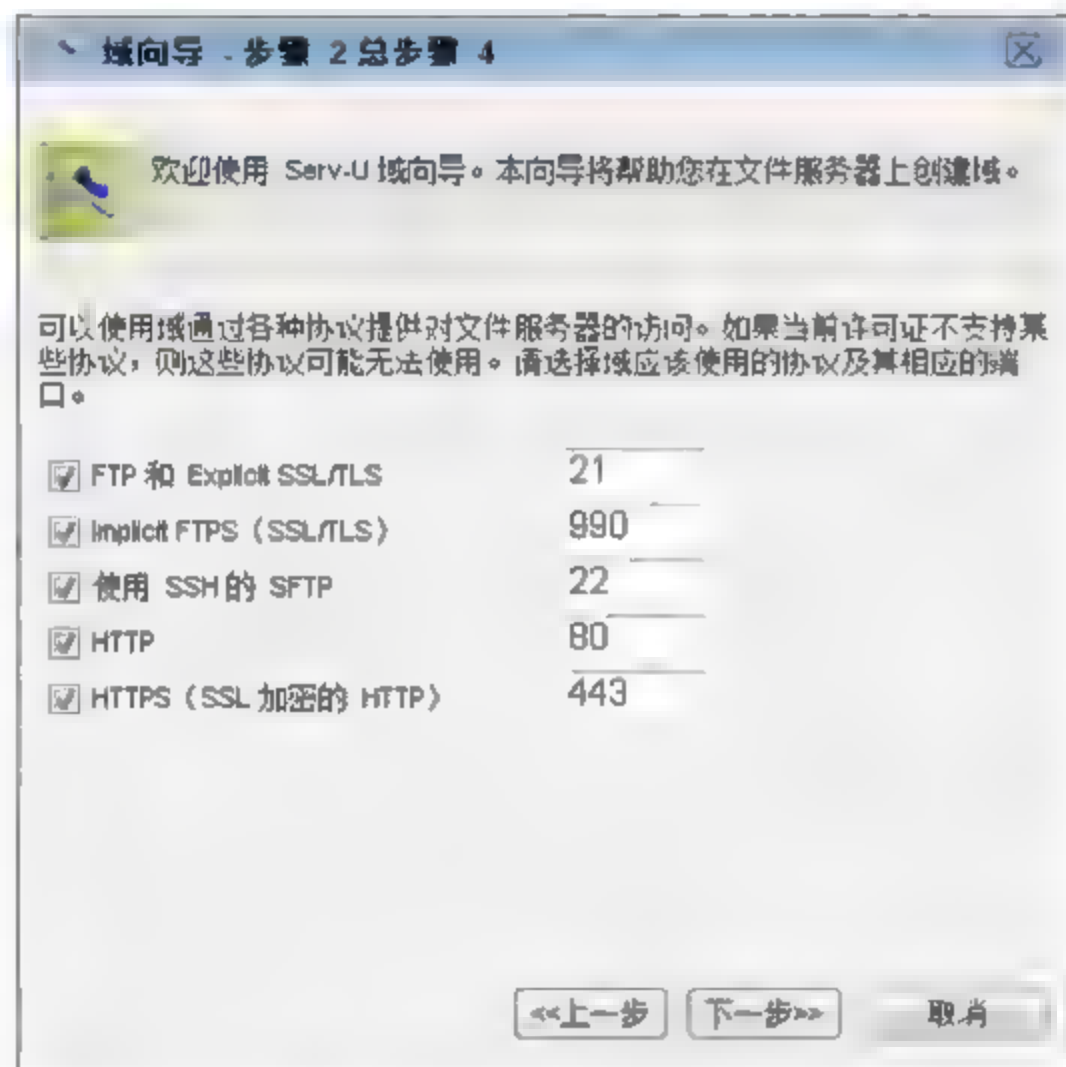 域向导 - 步骤 2总步骤 4
欢迎使用 Serv-U 域向导。本向导将帮助您在文件服务器上创建域。
可以使用域通过各种协议提供对文件服务器的访问。如果当前许可证不支持某
些协议，则这些协议可能无法使用。请选择域应该使用的协议及其相应的端
口。
FTP 和 Explicit SSL/TLS 21
Implicit FTPS（SSL/TLS） 990
使用 SSH 的 SFTP 22
HTTP 80
HTTPS（SSL 加密的 HTTP） 443
<<上一步 下一步>> 取消